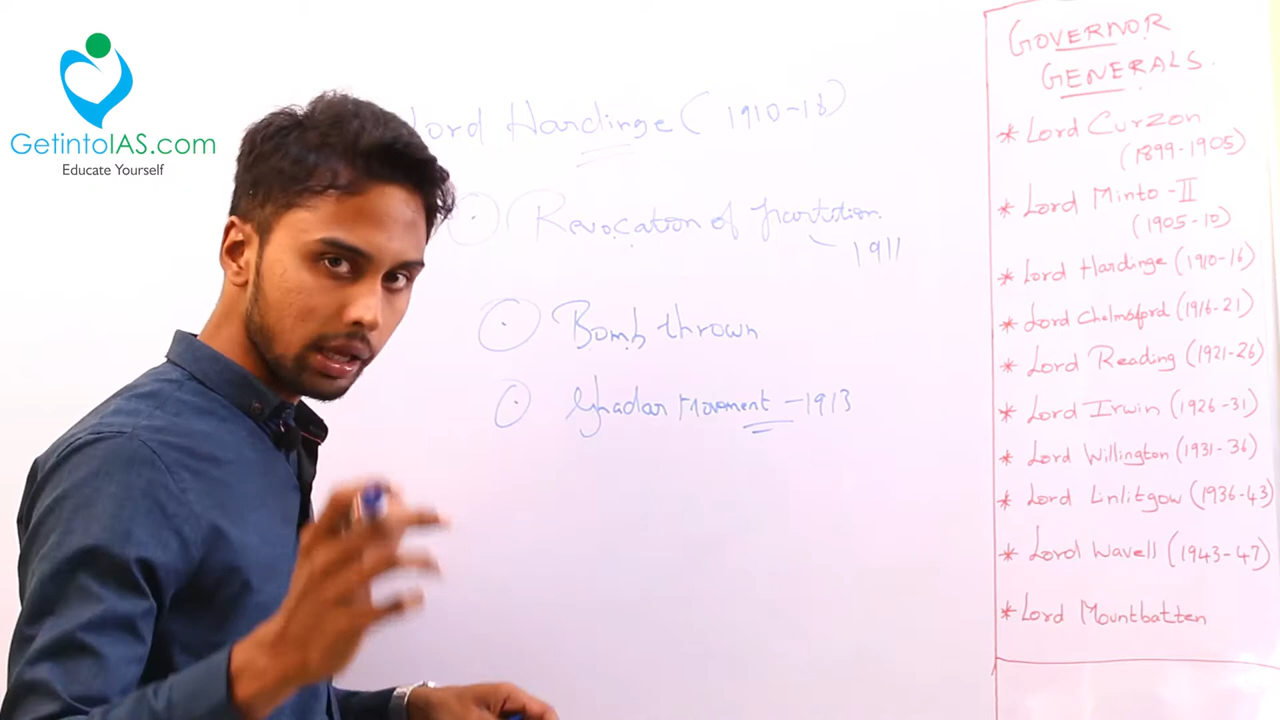 GetintoIAS.com
Educate Yourself
Lord Hardinge (1910-16)
Revocation of partition
1911
Bomb thrown
Ghadar Movement - 1913
GOVERNOR
GENERALS.
* Lord Curzon
(1899-1905)
* Lord Minto-II
(1905-10)
* Lord Hardinge (1910-16)
* Lord Chelmsford (1916-21)
* Lord Reading (1921-26)
* Lord Irwin (1926-31)
* Lord Willington (1931-36)
* Lord Linlitgow (1936-43)
* Lord Wavell (1943-47)
* Lord Mountbatten